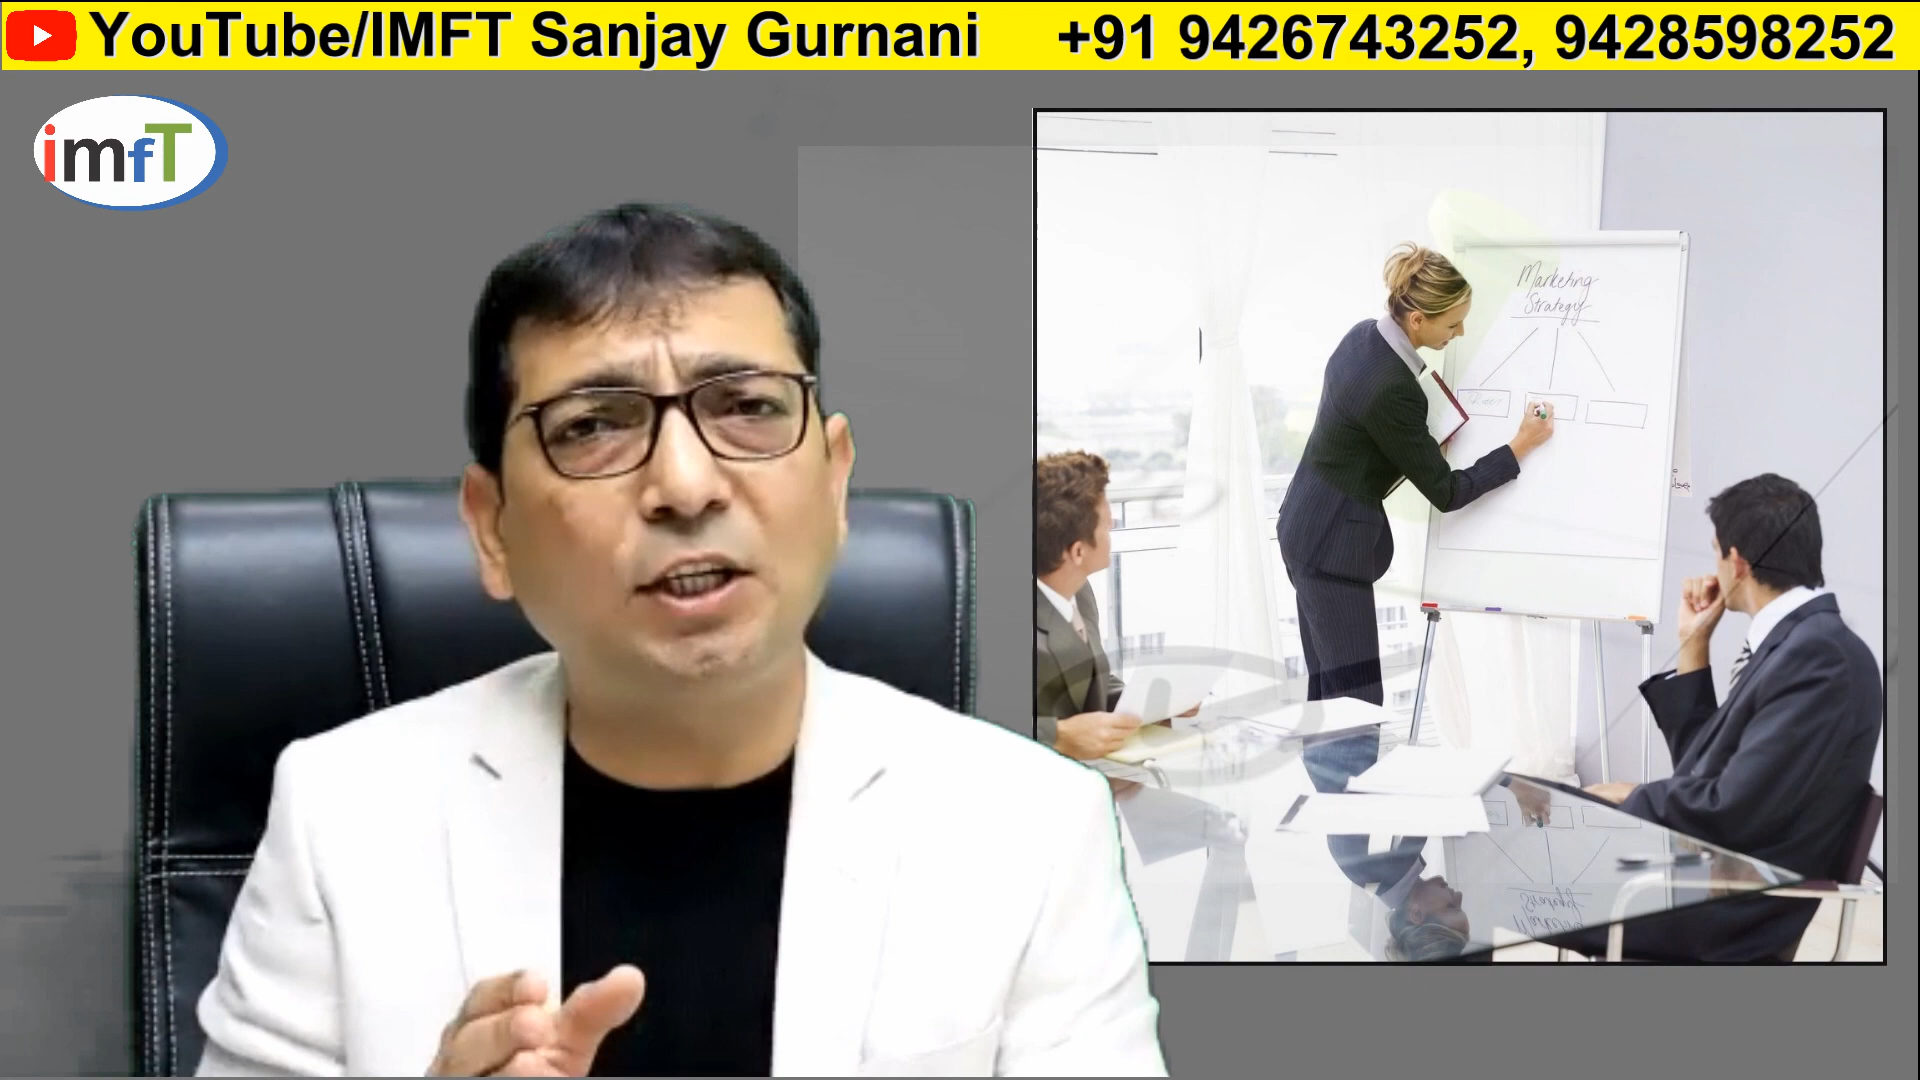 YouTube/IMFT Sanjay Gurnani +91 9426743252, 9428598252
imfT
Marketing
Strategy